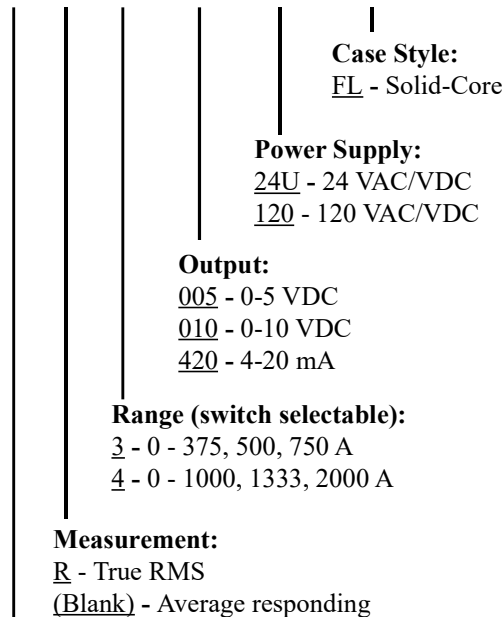 Case Style:
FL - Solid-Core
Power Supply:
24U - 24 VAC/VDC
120 - 120 VAC/VDC
Output:
005 - 0-5 VDC
010 - 0-10 VDC
420 - 4-20 mA
Range (switch selectable):
3 - 0 - 375, 500, 750 A
4 - 0 - 1000, 1333, 2000 A
Measurement:
R - True RMS
(Blank) - Average responding